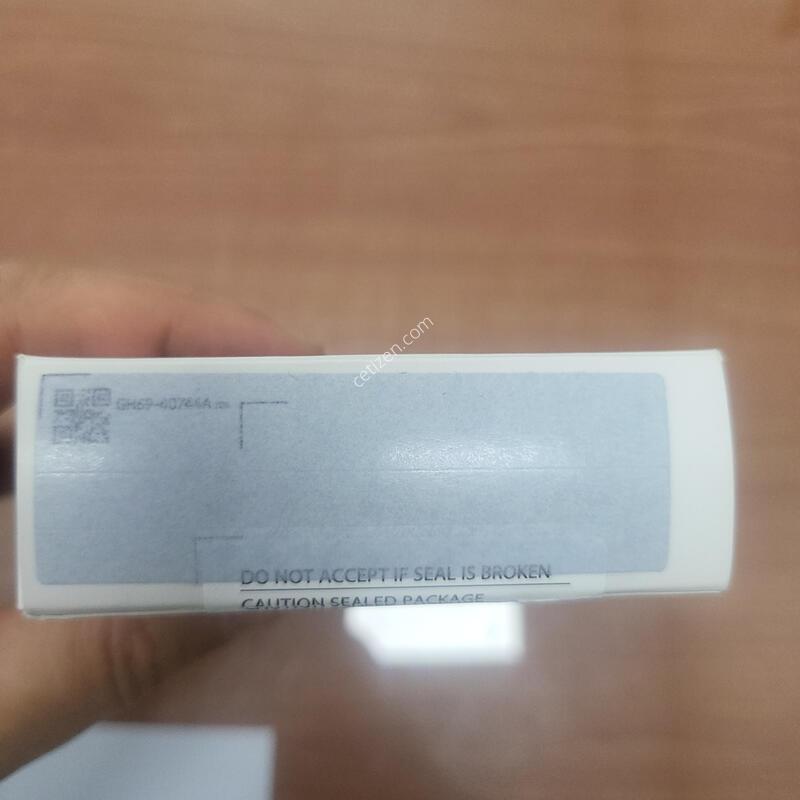 cetizen.com
GH69-40744A
DO NOT ACCEPT IF SEAL IS BROKEN
CAUTION SEALED PACKAGE